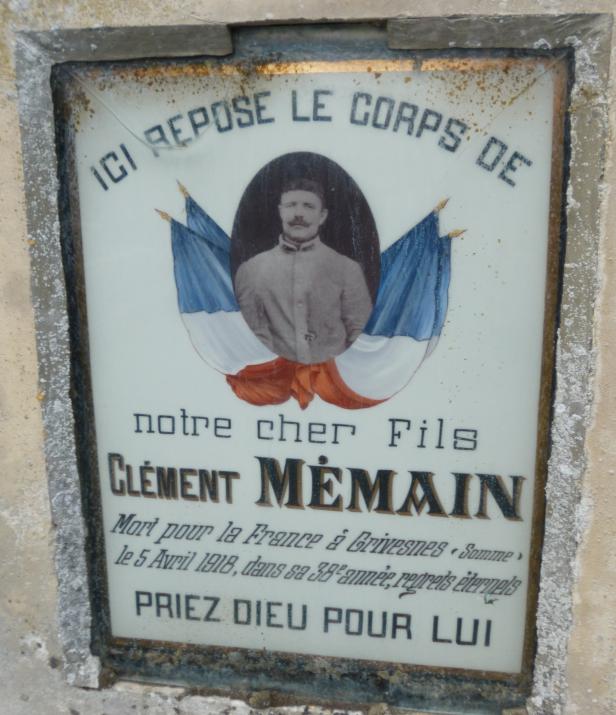 ICI REPOSE LE CORPS DE
notre cher Fils
CLÉMENT MÉMAIN
Mort pour la France à Grivesnes (Somme)
le 5 Avril 1918, dans sa 38e année, regrets éternels
PRIEZ DIEU POUR LUI